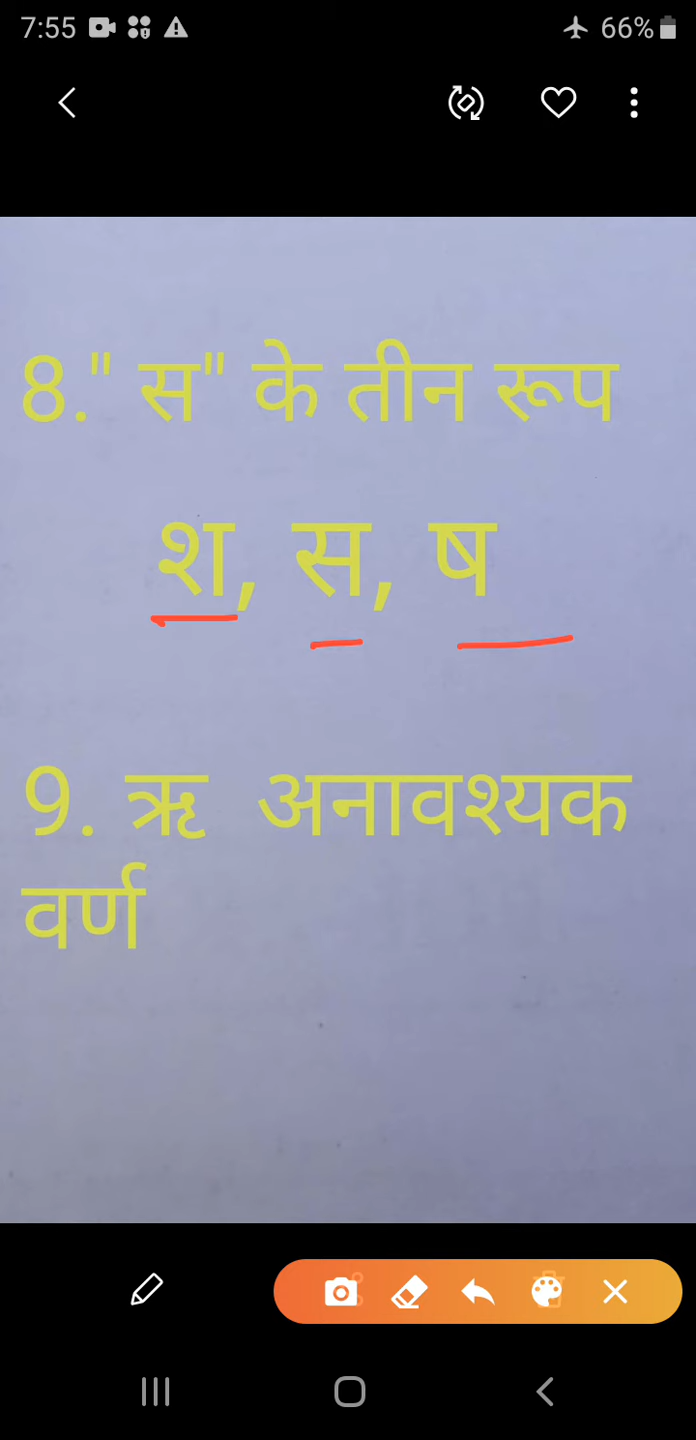 7:55 66%
8." स" के तीन रूप
श, स, ष
9. ऋ अनावश्यक
वर्ण